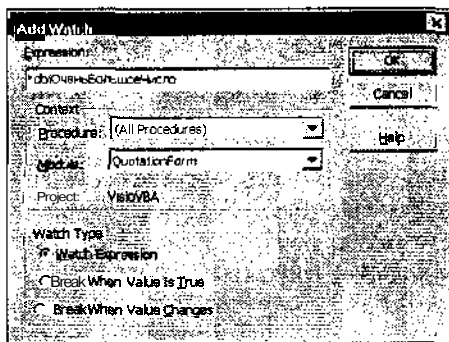 Add Watch
Expression:
dblОченьБольшоеЧисло
OK
Cancel
Context
Procedure: (All Procedures)
Help
Module: QuotationForm
Project: VisioVBA
Watch Type
Watch Expression
Break When Value is True
Break When Value Changes